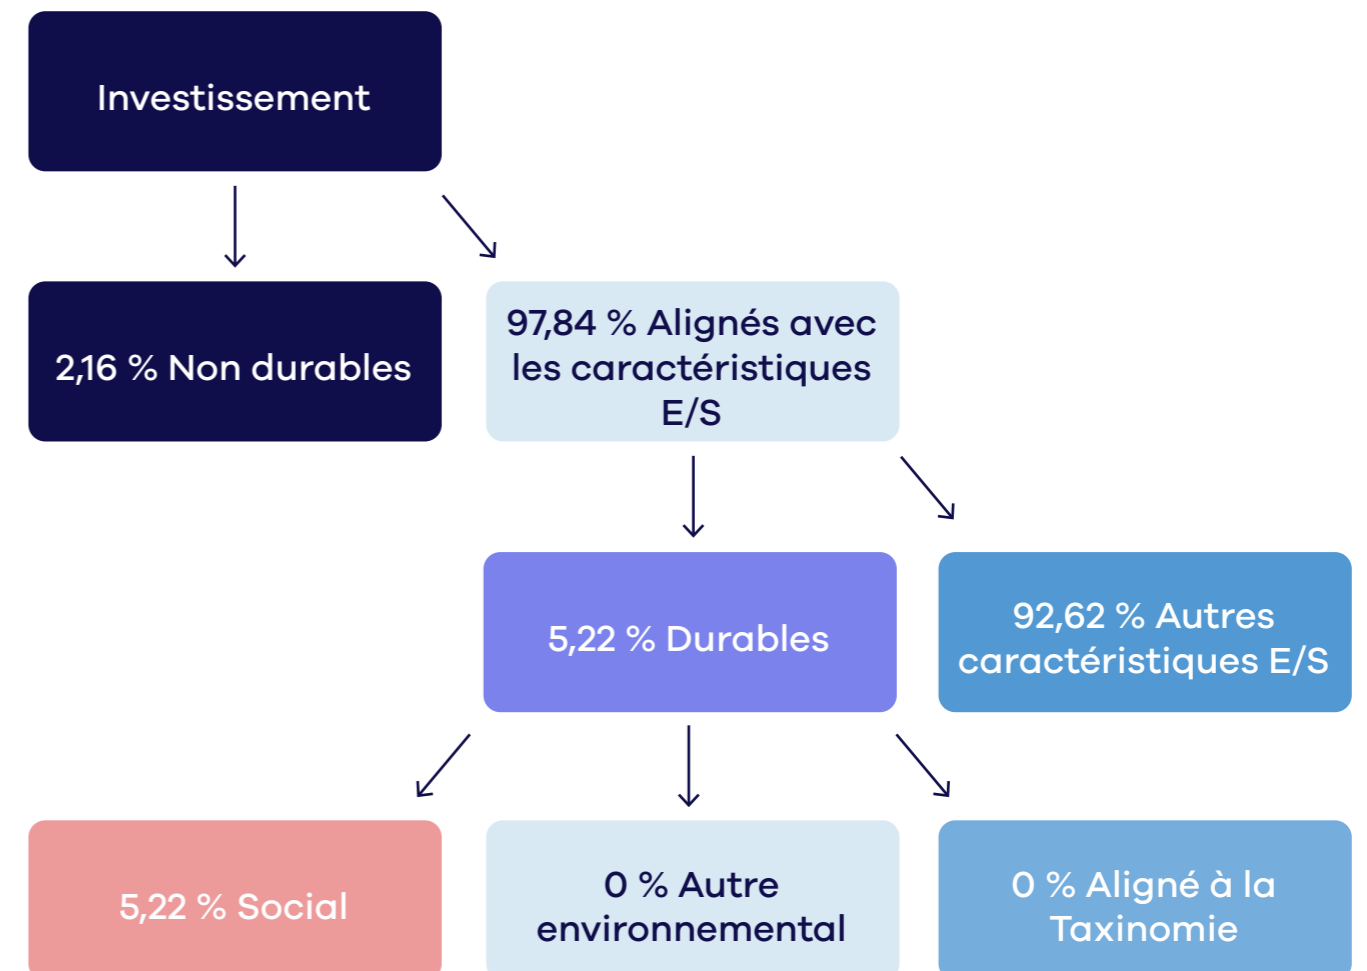 Investissement
2,16 % Non durables
97,84 % Alignés avec
les caractéristiques
E/S
5,22 % Durables
92,62 % Autres
caractéristiques E/S
5,22 % Social
0 % Autre
environnemental
0 % Aligné à la
Taxinomie